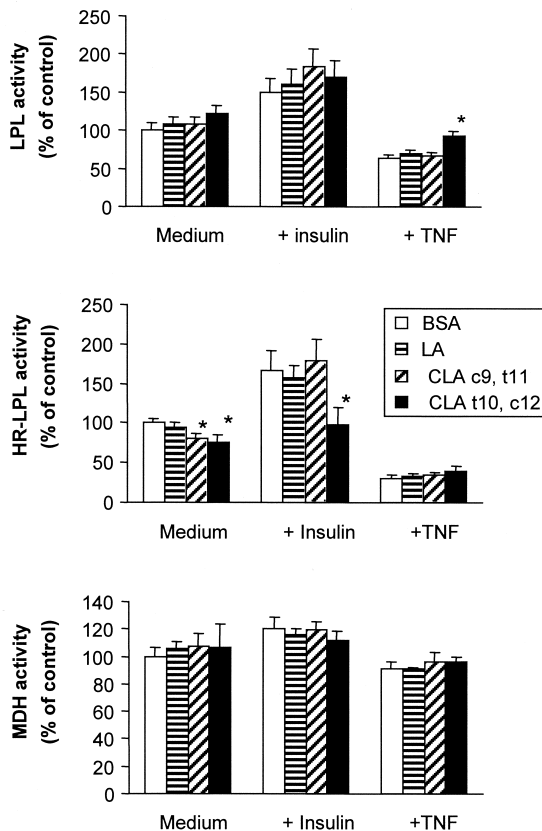 LPL activity
(% of control)
250
200
150
100
50
0
*
Medium
+ insulin
+ TNF
HR-LPL activity
(% of control)
250
200
150
100
50
0
* *
*
BSA
LA
CLA c9, t11
CLA t10, c12
Medium
+ Insulin
+TNF
MDH activity
(% of control)
140
120
100
80
60
40
20
0
Medium
+ Insulin
+TNF